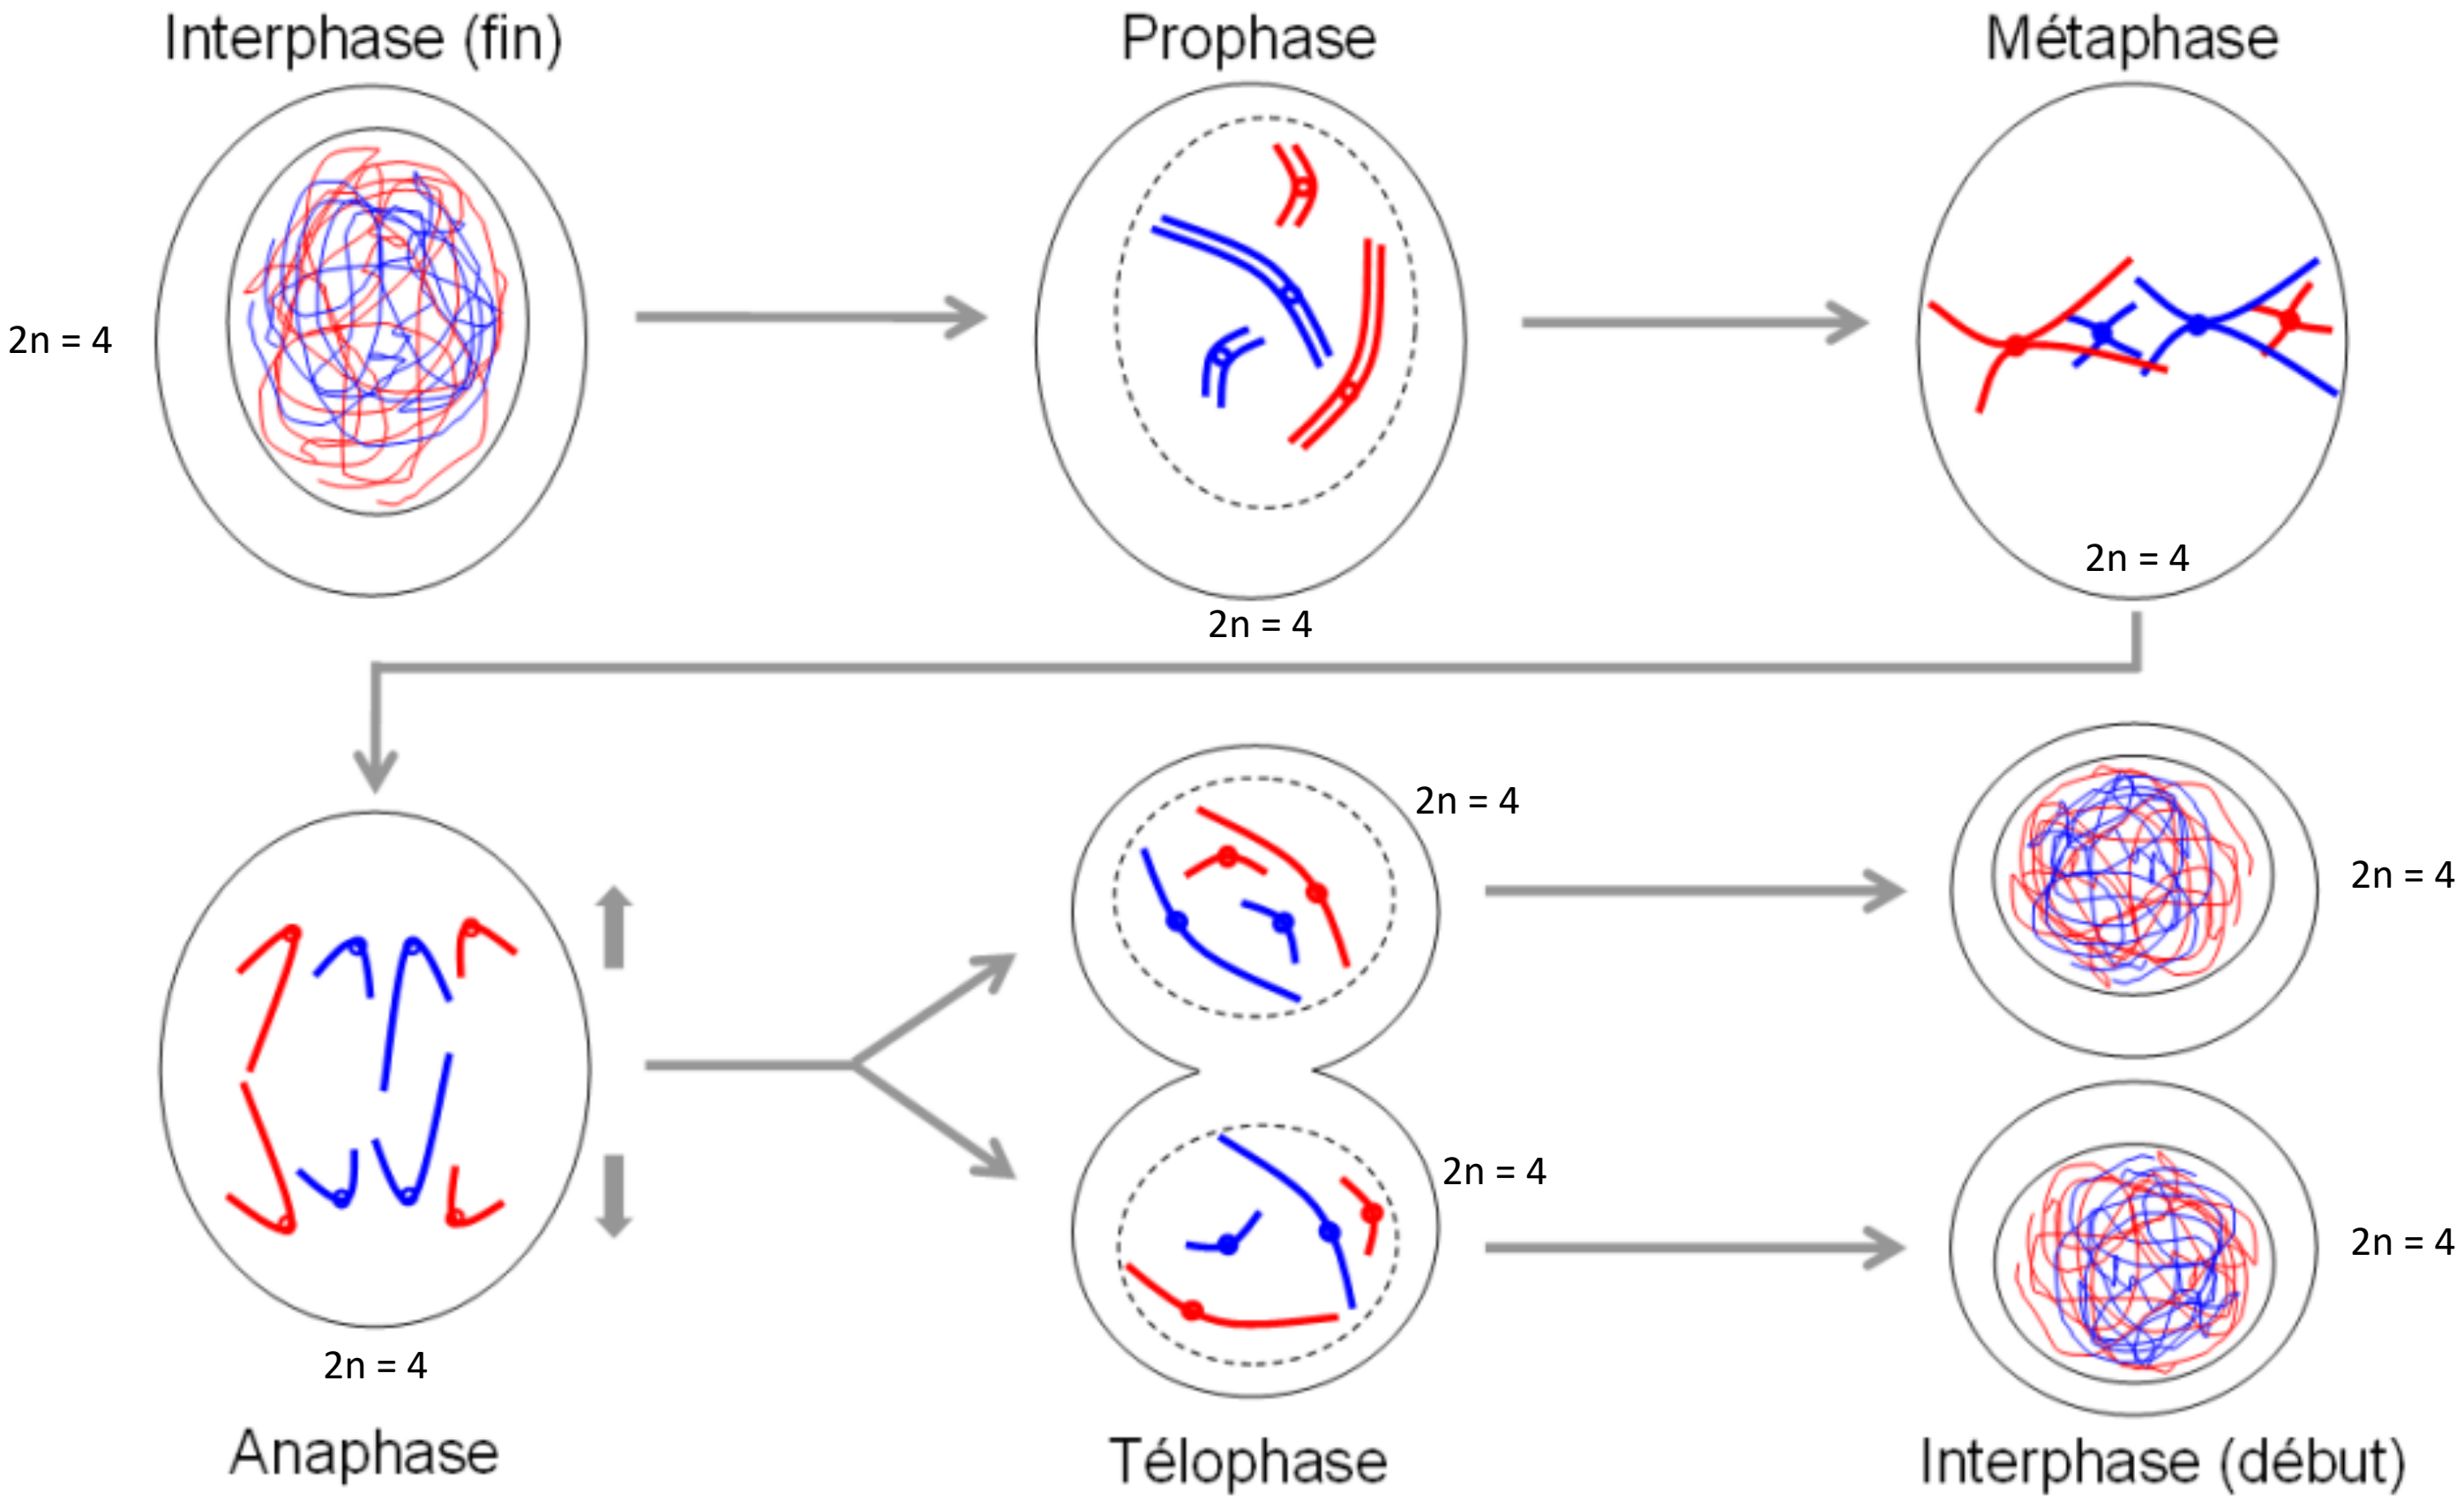 Interphase (fin)
Prophase
Métaphase
2n = 4
2n = 4
2n = 4
2n = 4
2n = 4
2n = 4
2n = 4
2n = 4
Anaphase
Télophase
Interphase (début)